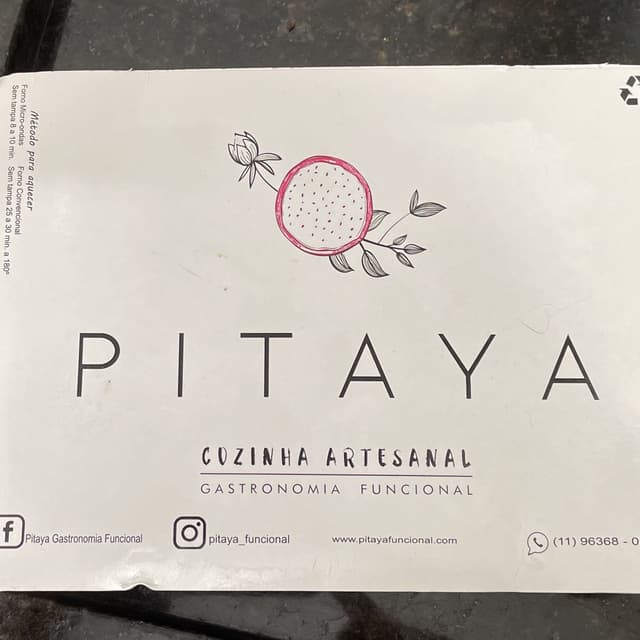 Método para aquecer
Forno Micro-ondas Forno Convencional
Sem tampa 8 a 10 min. Sem tampa 25 a 30 min. a 180º
PITAYA
COZINHA ARTESANAL
GASTRONOMIA FUNCIONAL
f Pitaya Gastronomia Funcional pitaya_funcional www.pitayafuncional.com (11) 96368 - 0